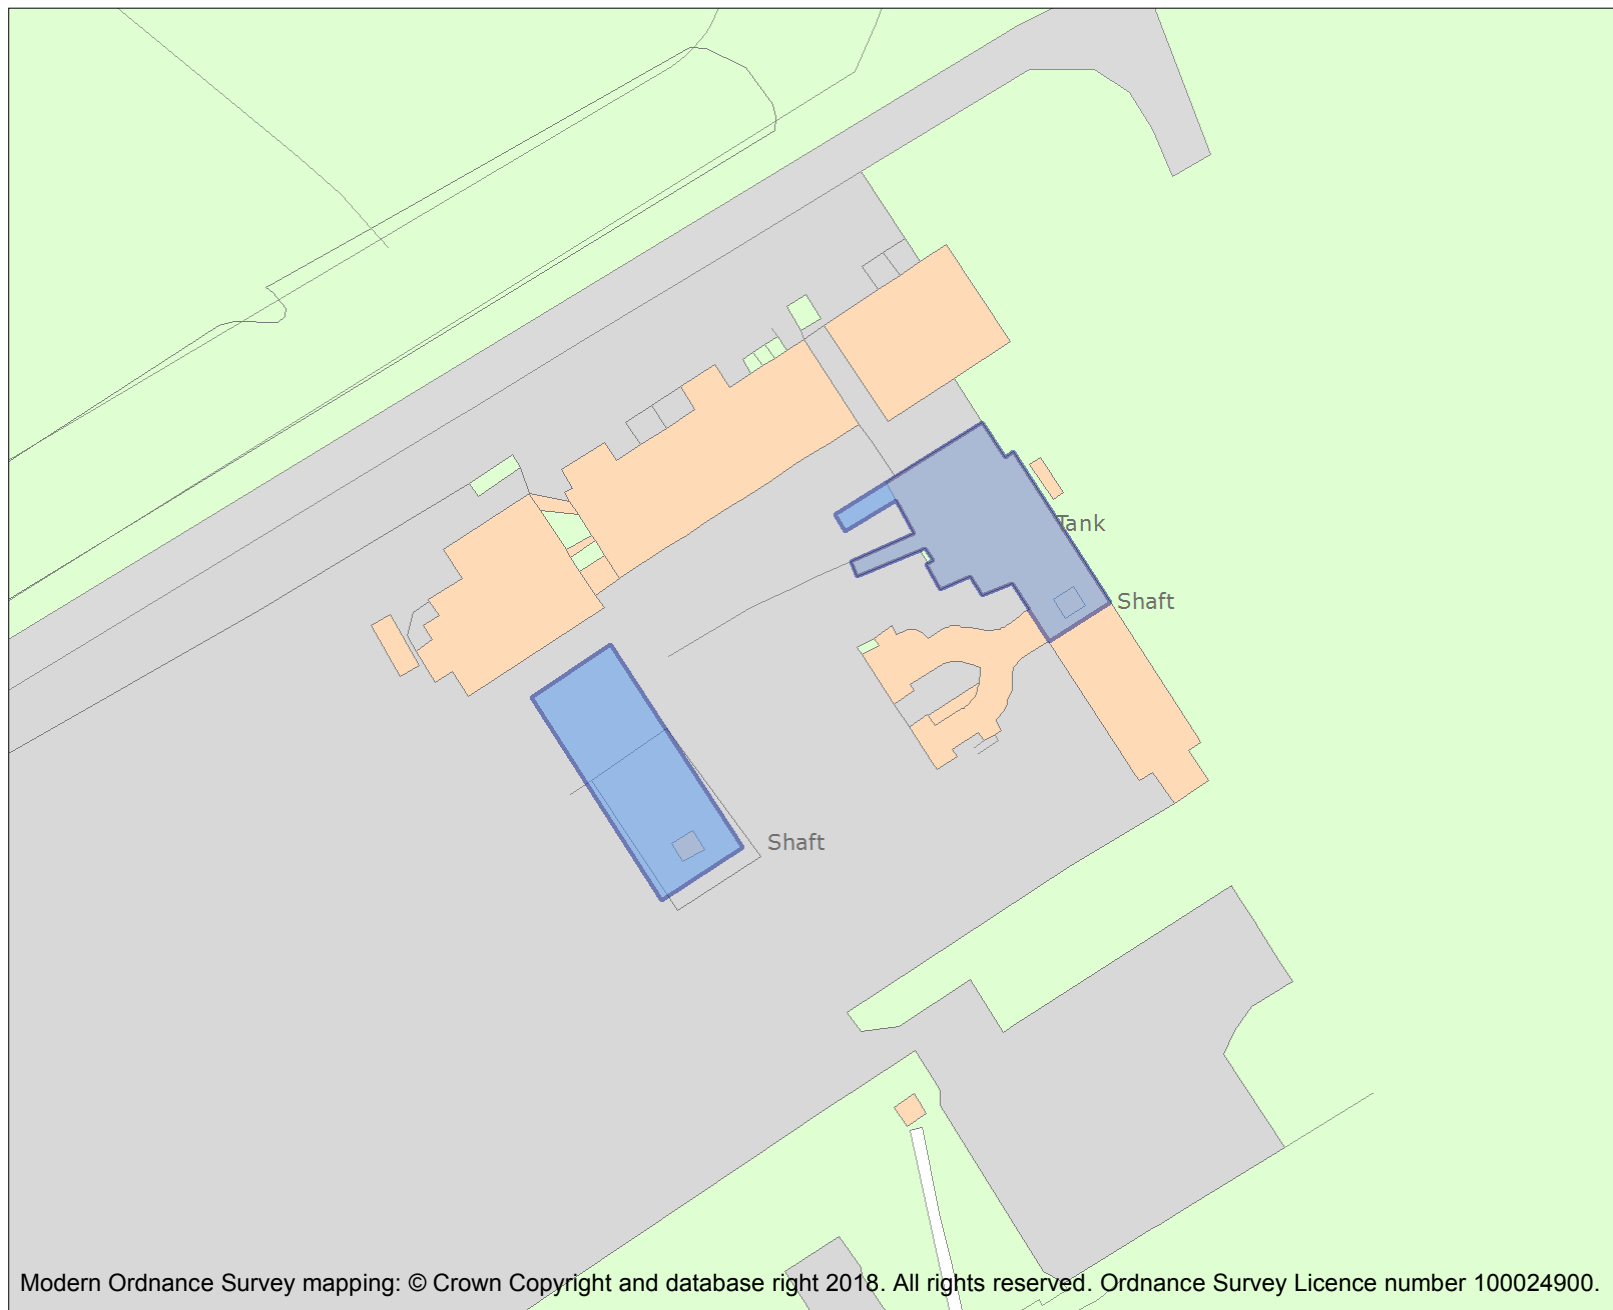 Tank
Shaft
Shaft
Modern Ordnance Survey mapping: © Crown Copyright and database right 2018. All rights reserved. Ordnance Survey Licence number 100024900.